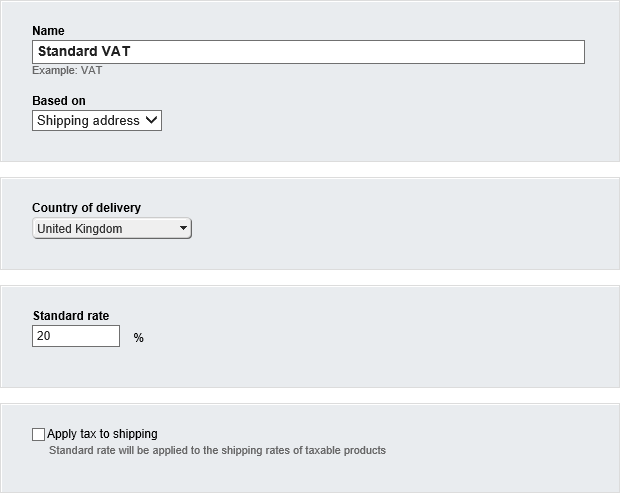 Name
Standard VAT
Example: VAT
Based on
Shipping address
Country of delivery
United Kingdom
Standard rate
20 %
Apply tax to shipping
Standard rate will be applied to the shipping rates of taxable products